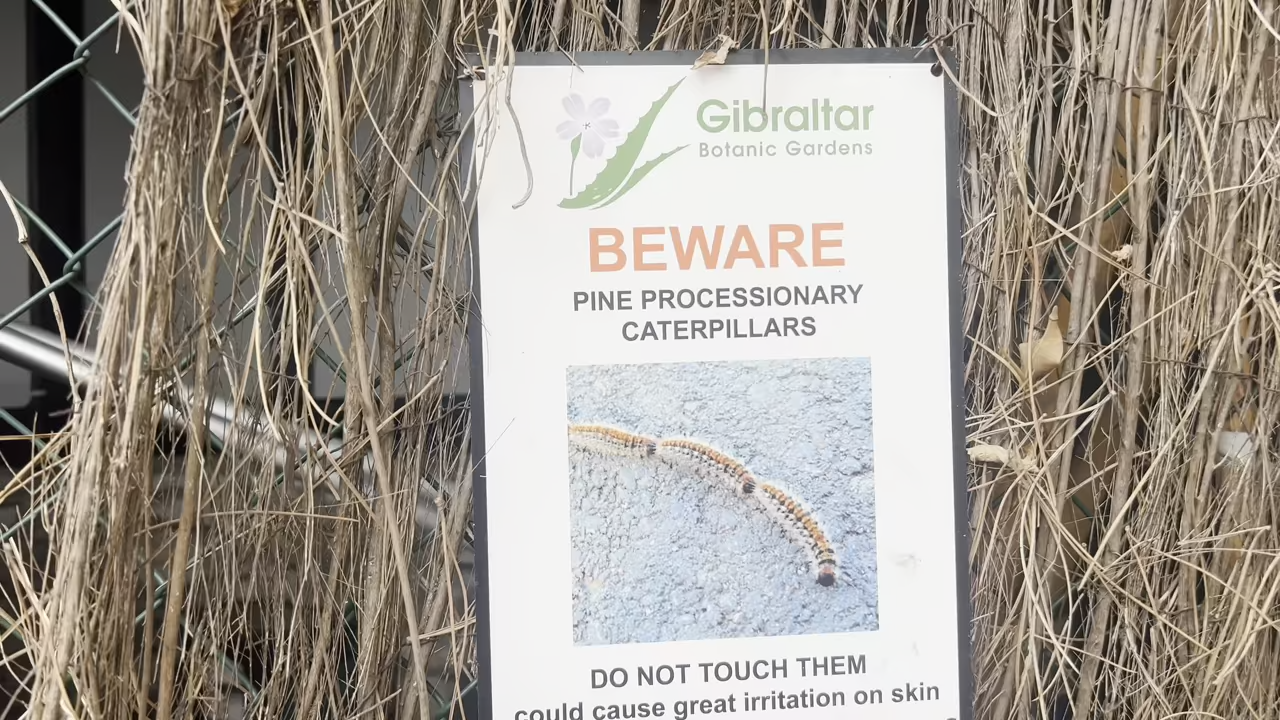 Gibraltar
Botanic Gardens
BEWARE
PINE PROCESSIONARY
CATERPILLARS
DO NOT TOUCH THEM
could cause great irritation on skin